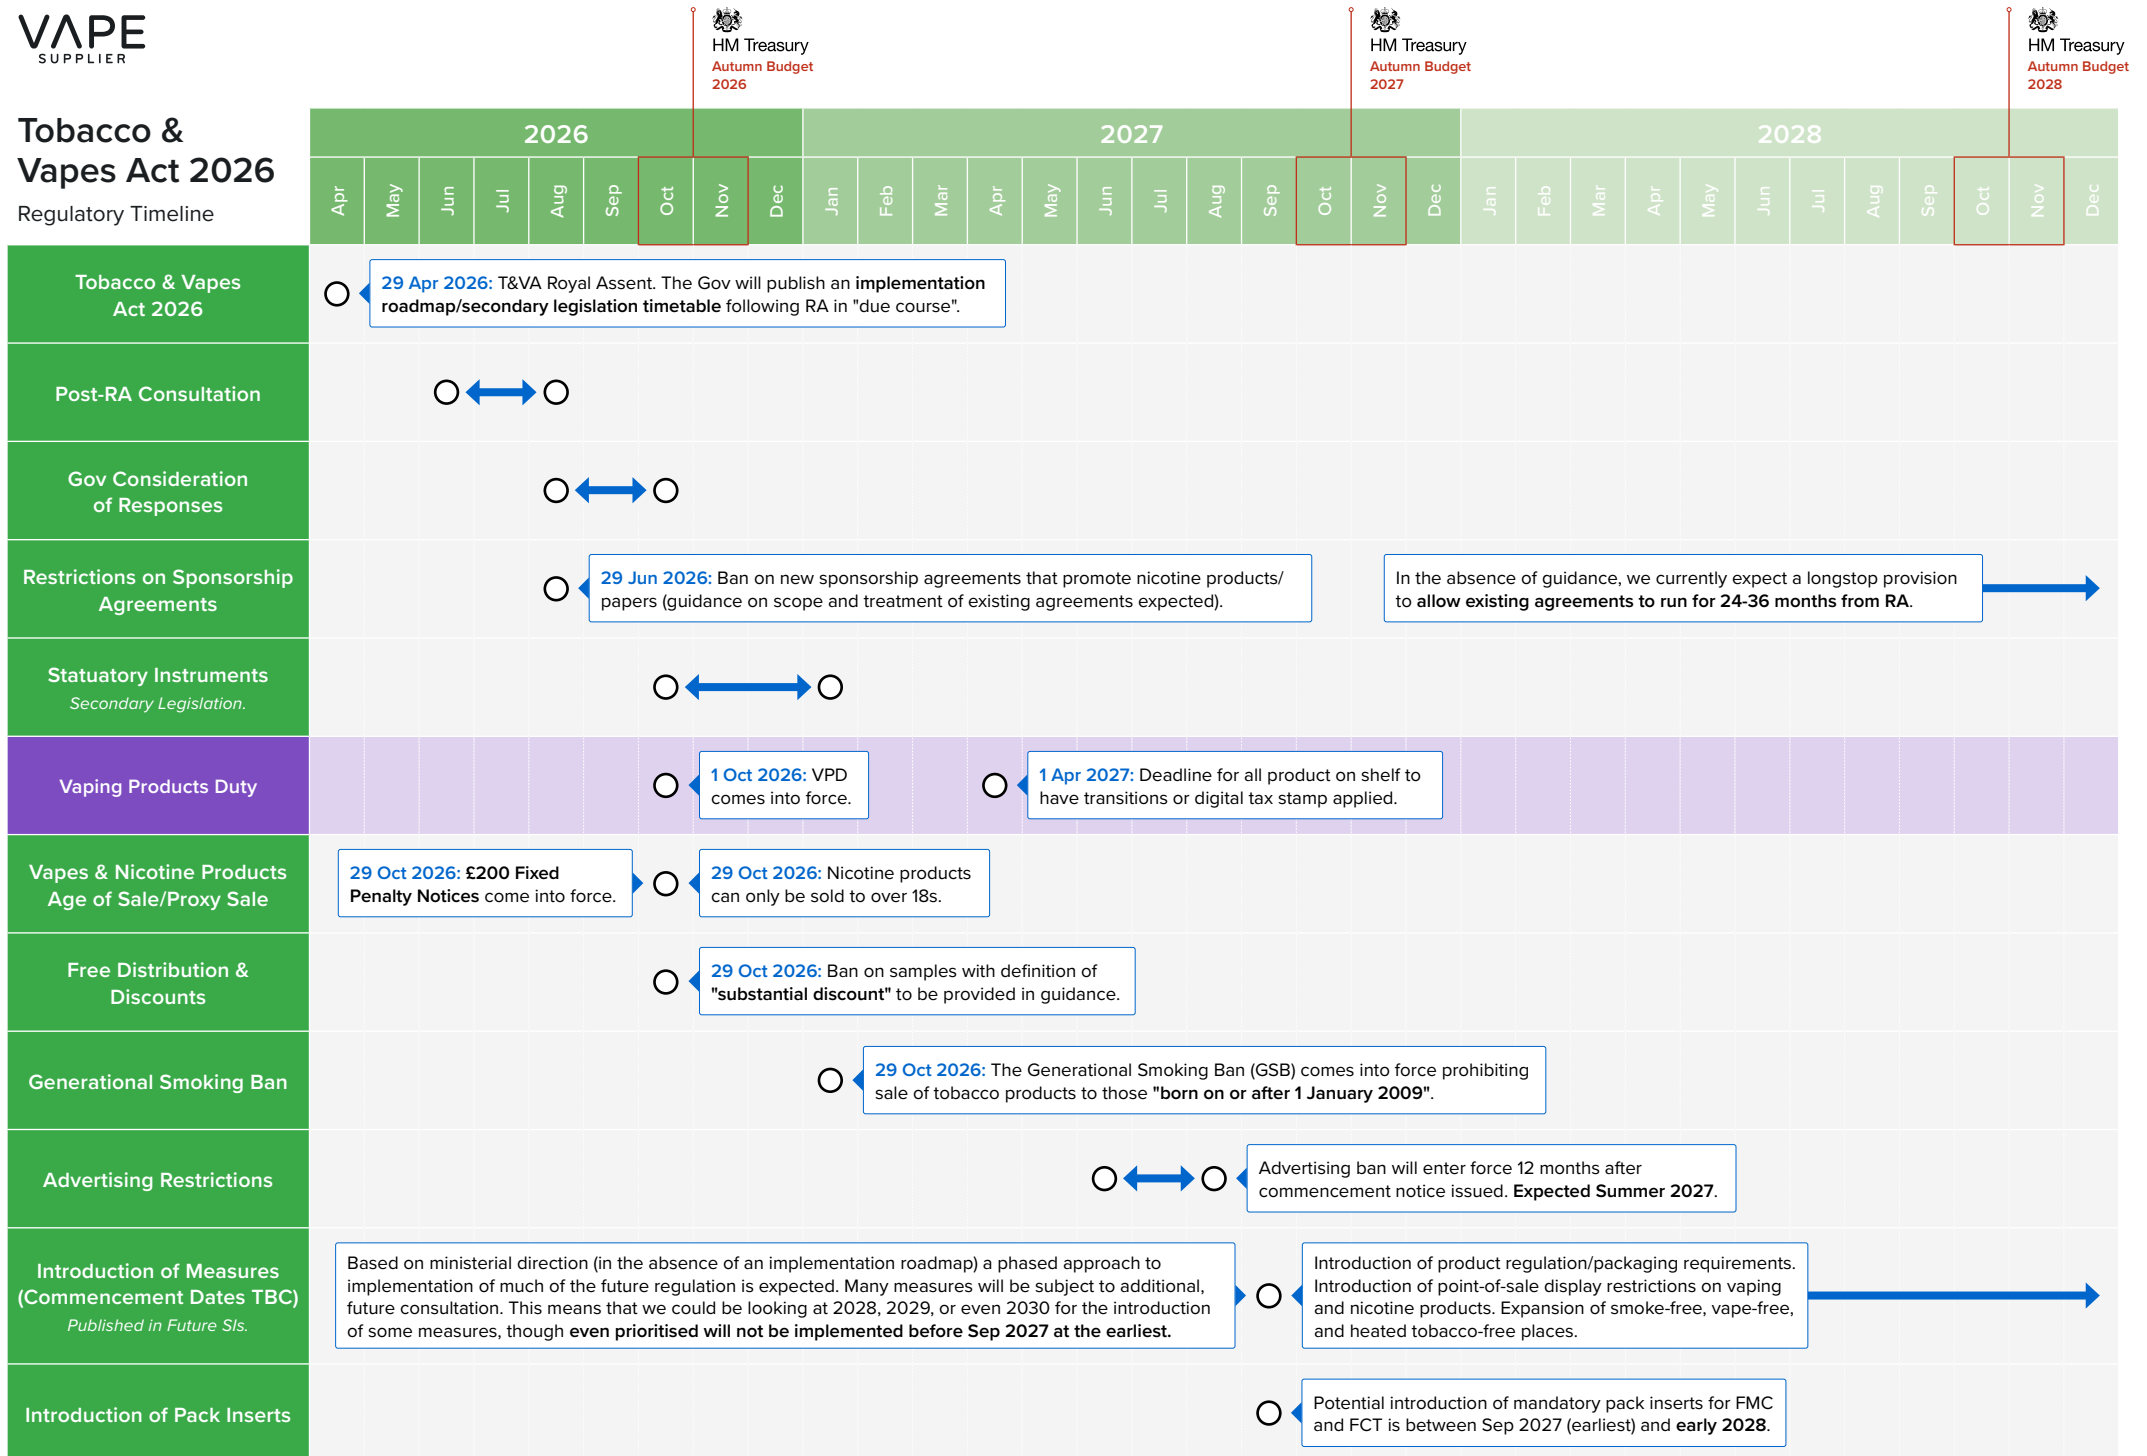 VAPE
SUPPLIER
HM Treasury
Autumn Budget
2026
HM Treasury
Autumn Budget
2027
HM Treasury
Autumn Budget
2028
Tobacco &
Vapes Act 2026
Regulatory Timeline
2026
2027
2028
Apr
May
Jun
Jul
Aug
Sep
Oct
Nov
Dec
Jan
Feb
Mar
Apr
May
Jun
Jul
Aug
Sep
Oct
Nov
Dec
Jan
Feb
Mar
Apr
May
Jun
Jul
Aug
Sep
Oct
Nov
Dec
Tobacco & Vapes
Act 2026
29 Apr 2026: T&VA Royal Assent. The Gov will publish an implementation
roadmap/secondary legislation timetable following RA in "due course".
Post-RA Consultation
Gov Consideration
of Responses
Restrictions on Sponsorship
Agreements
29 Jun 2026: Ban on new sponsorship agreements that promote nicotine products/
papers (guidance on scope and treatment of existing agreements expected).
In the absence of guidance, we currently expect a longstop provision
to allow existing agreements to run for 24-36 months from RA.
Statuatory Instruments
Secondary Legislation.
Vaping Products Duty
1 Oct 2026: VPD
comes into force.
1 Apr 2027: Deadline for all product on shelf to
have transitions or digital tax stamp applied.
Vapes & Nicotine Products
Age of Sale/Proxy Sale
29 Oct 2026: £200 Fixed
Penalty Notices come into force.
29 Oct 2026: Nicotine products
can only be sold to over 18s.
Free Distribution &
Discounts
29 Oct 2026: Ban on samples with definition of
"substantial discount" to be provided in guidance.
Generational Smoking Ban
29 Oct 2026: The Generational Smoking Ban (GSB) comes into force prohibiting
sale of tobacco products to those "born on or after 1 January 2009".
Advertising Restrictions
Advertising ban will enter force 12 months after
commencement notice issued. Expected Summer 2027.
Introduction of Measures
(Commencement Dates TBC)
Published in Future SIs.
Based on ministerial direction (in the absence of an implementation roadmap) a phased approach to
implementation of much of the future regulation is expected. Many measures will be subject to additional,
future consultation. This means that we could be looking at 2028, 2029, or even 2030 for the introduction
of some measures, though even prioritised will not be implemented before Sep 2027 at the earliest.
Introduction of product regulation/packaging requirements.
Introduction of point-of-sale display restrictions on vaping
and nicotine products. Expansion of smoke-free, vape-free,
and heated tobacco-free places.
Introduction of Pack Inserts
Potential introduction of mandatory pack inserts for FMC
and FCT is between Sep 2027 (earliest) and early 2028.